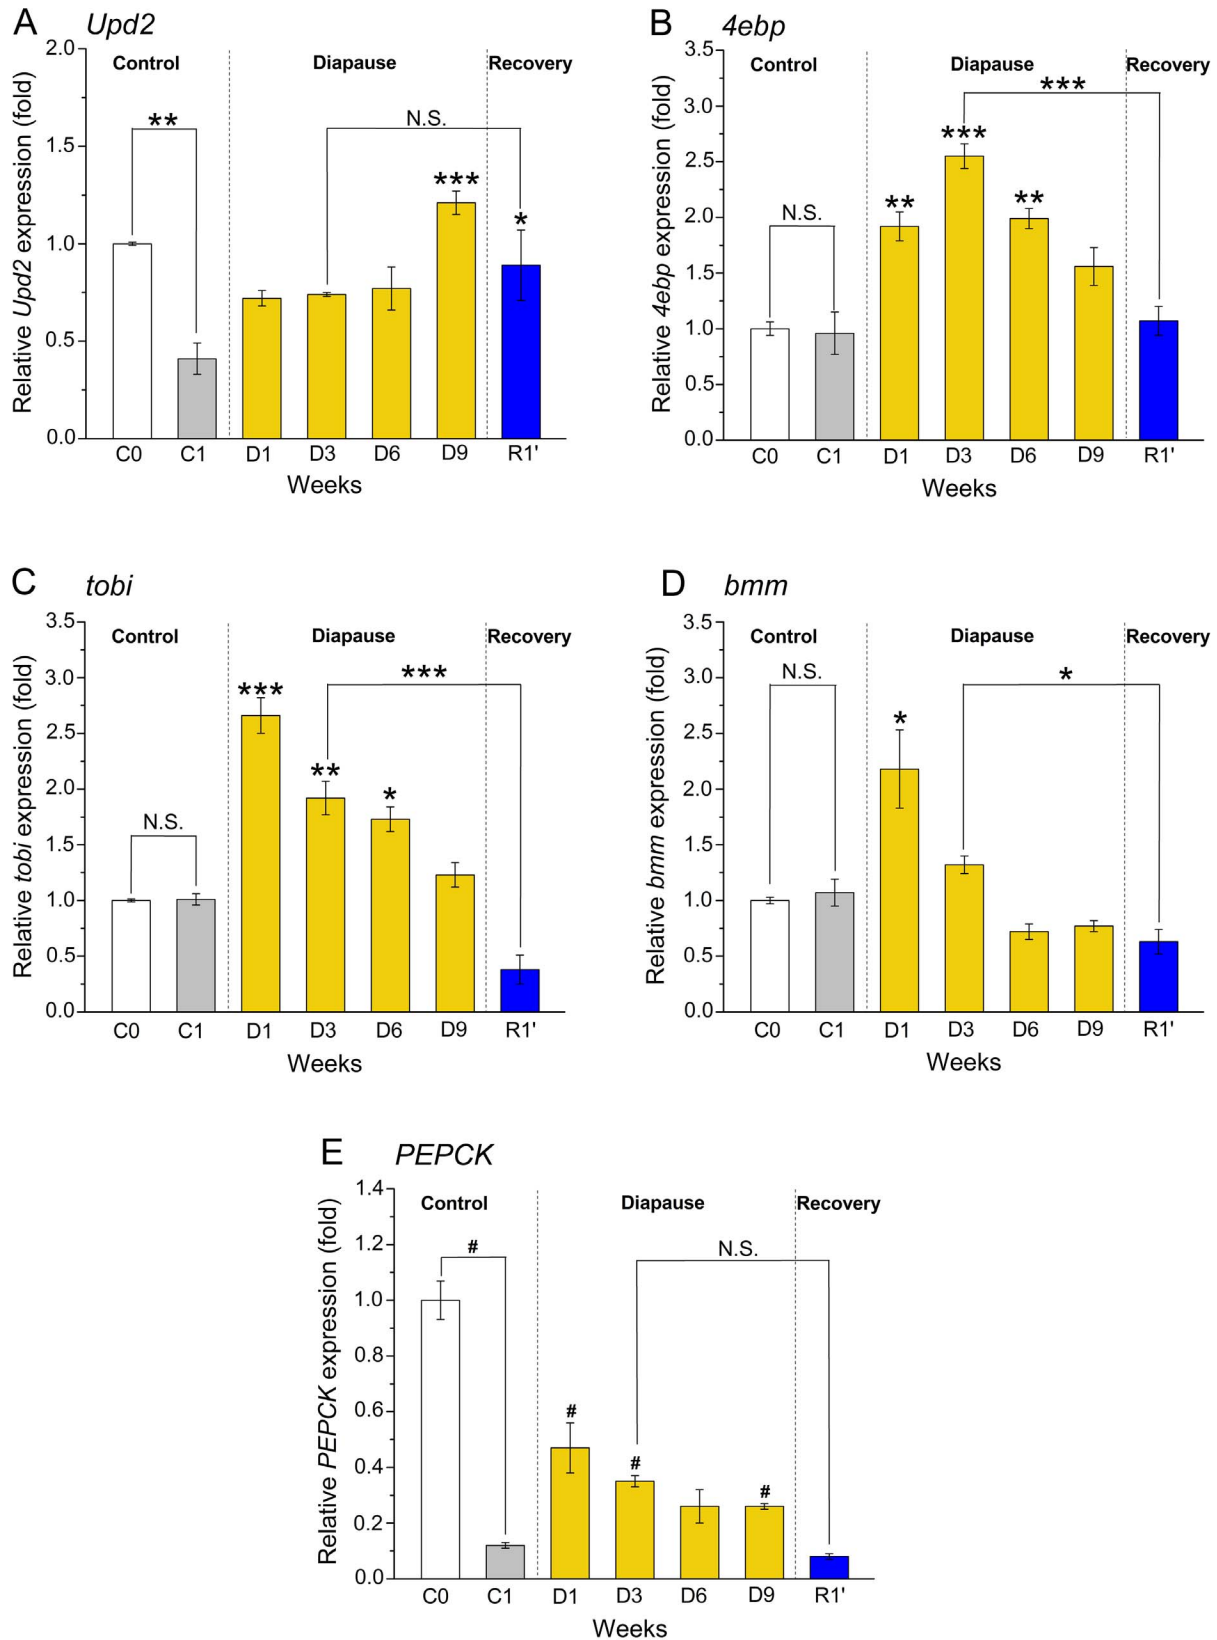 A Upd2
Relative Upd2 expression (fold)
2.0
1.5
1.0
0.5
0.0
Control Diapause Recovery
**
N.S.
***
*
C0 C1 D1 D3 D6 D9 R1'
Weeks
B 4ebp
Relative 4ebp expression (fold)
3.5
3.0
2.5
2.0
1.5
1.0
0.5
0.0
Control Diapause Recovery
***
***
N.S.
**
**
C0 C1 D1 D3 D6 D9 R1'
Weeks
C tobi
Relative tobi expression (fold)
3.5
3.0
2.5
2.0
1.5
1.0
0.5
0.0
Control Diapause Recovery
***
***
**
*
N.S.
C0 C1 D1 D3 D6 D9 R1'
Weeks
D bmm
Relative bmm expression (fold)
3.5
3.0
2.5
2.0
1.5
1.0
0.5
0.0
Control Diapause Recovery
N.S.
*
*
C0 C1 D1 D3 D6 D9 R1'
Weeks
E PEPCK
Relative PEPCK expression (fold)
1.4
1.2
1.0
0.8
0.6
0.4
0.2
0.0
Control Diapause Recovery
#
N.S.
#
#
#
C0 C1 D1 D3 D6 D9 R1'
Weeks